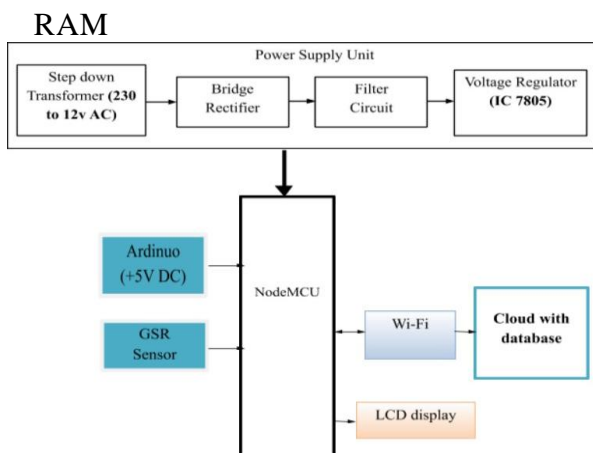 RAM
Power Supply Unit
Step down
Transformer (230
to 12v AC)
Bridge
Rectifier
Filter
Circuit
Voltage Regulator
(IC 7805)
Ardinuo
(+5V DC)
GSR
Sensor
NodeMCU
Wi-Fi
Cloud with
database
LCD display